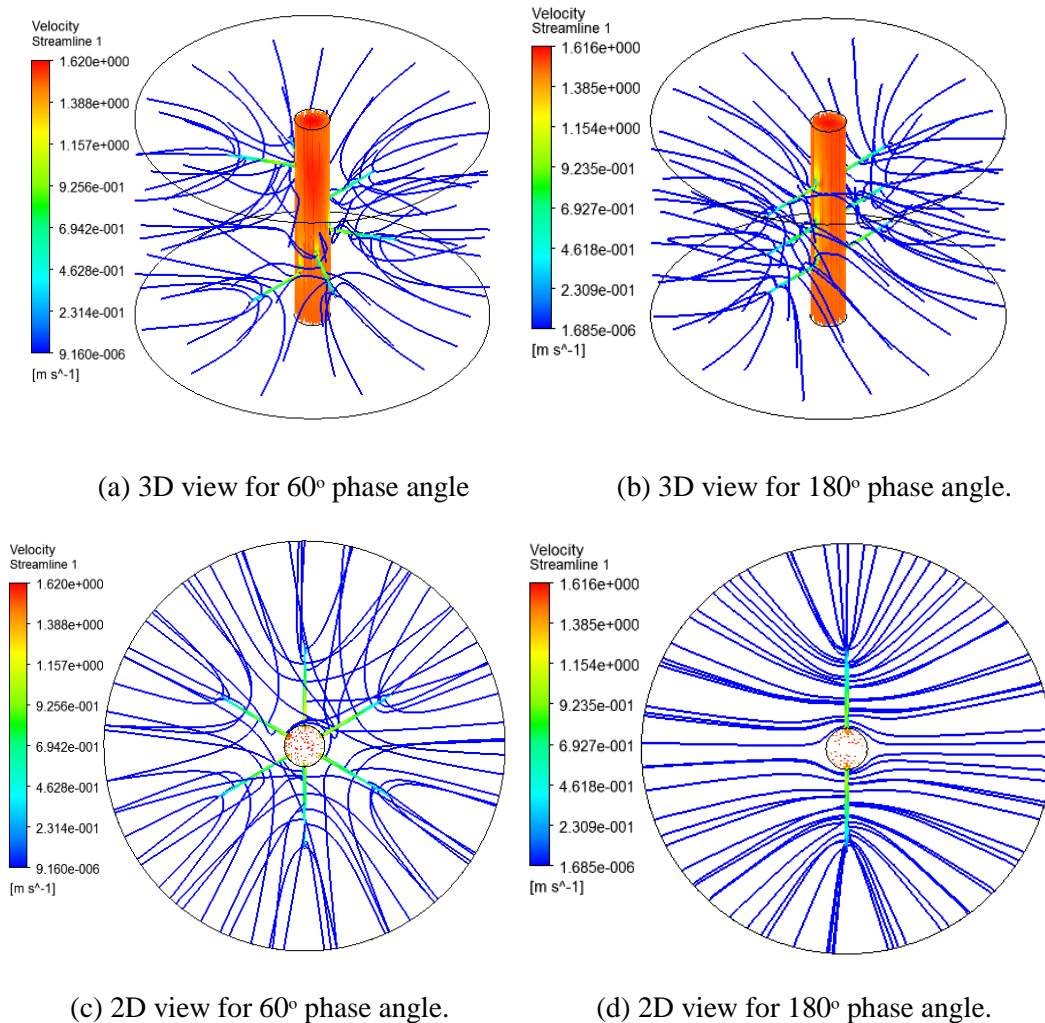 Velocity
Streamline 1
1.620e+000
1.388e+000
1.157e+000
9.256e-001
6.942e-001
4.628e-001
2.314e-001
9.160e-006
[m s^-1]
Velocity
Streamline 1
1.616e+000
1.385e+000
1.154e+000
9.235e-001
6.927e-001
4.618e-001
2.309e-001
1.685e-006
[m s^-1]
(a) 3D view for 60° phase angle
(b) 3D view for 180° phase angle.
Velocity
Streamline 1
1.620e+000
1.388e+000
1.157e+000
9.256e-001
6.942e-001
4.628e-001
2.314e-001
9.160e-006
[m s^-1]
Velocity
Streamline 1
1.616e+000
1.385e+000
1.154e+000
9.235e-001
6.927e-001
4.618e-001
2.309e-001
1.685e-006
[m s^-1]
(c) 2D view for 60° phase angle.
(d) 2D view for 180° phase angle.